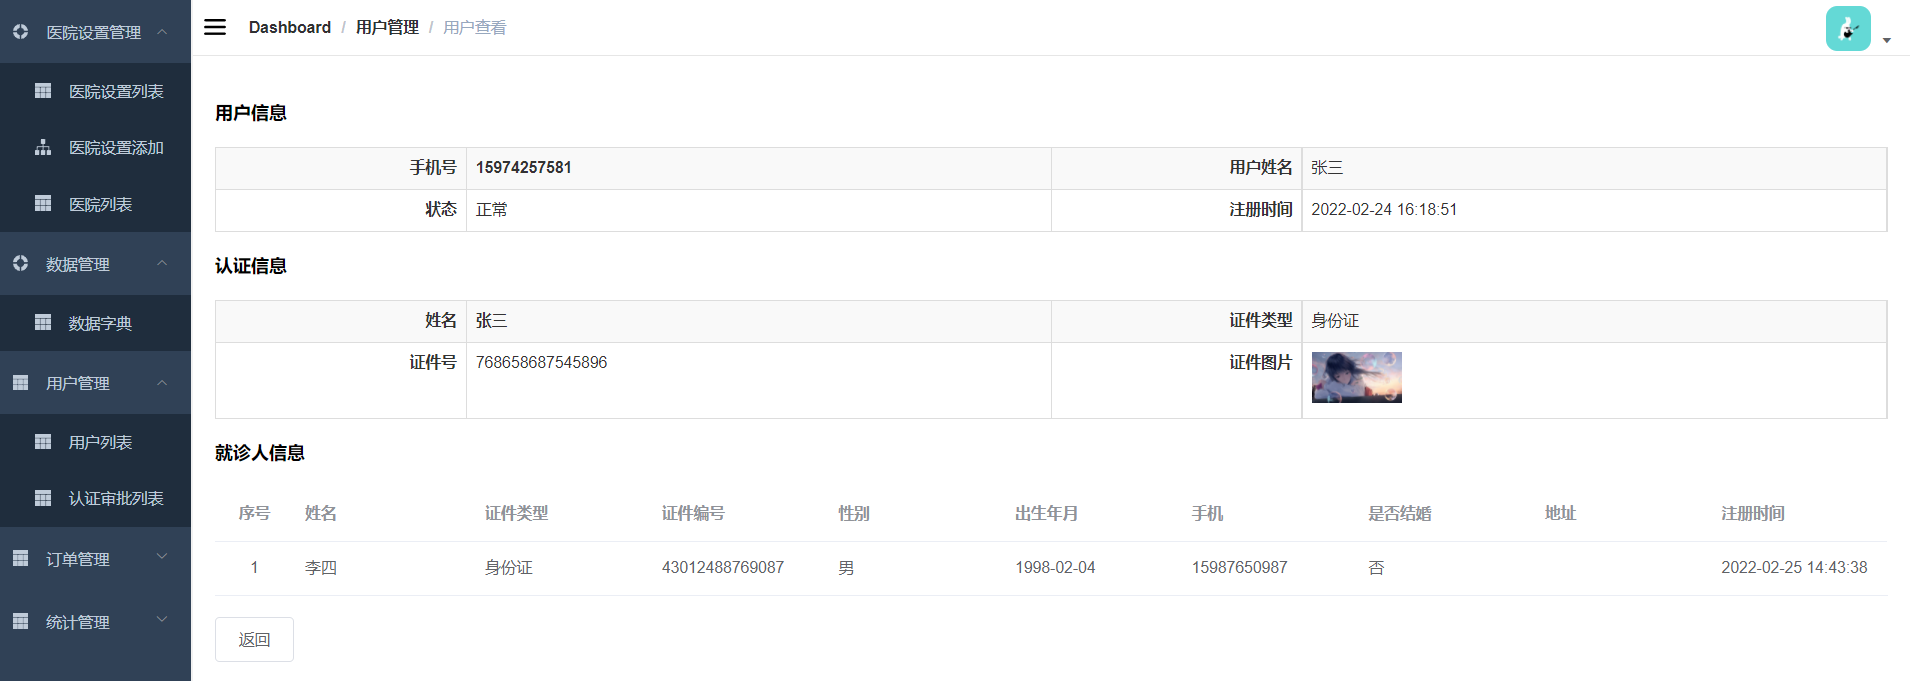 医院设置管理
医院设置列表
医院设置添加
医院列表
数据管理
数据字典
用户管理
用户列表
认证审批列表
订单管理
统计管理
Dashboard / 用户管理 / 用户查看
用户信息
手机号 15974257581 用户姓名 张三
状态 正常 注册时间 2022-02-24 16:18:51
认证信息
姓名 张三 证件类型 身份证
证件号 768658687545896 证件图片
就诊人信息
序号 姓名 证件类型 证件编号 性别 出生年月 手机 是否结婚 地址 注册时间
1 李四 身份证 43012488769087 男 1998-02-04 15987650987 否 2022-02-25 14:43:38
返回